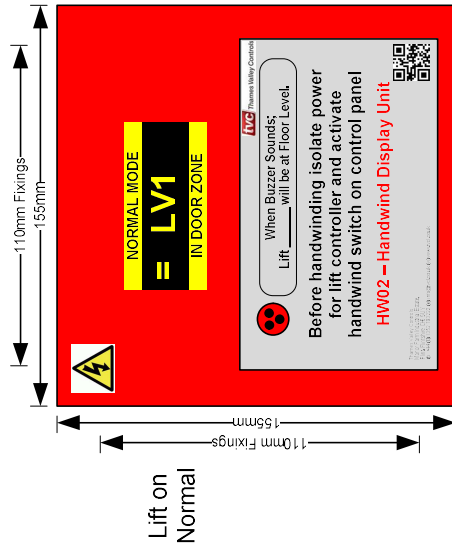 110mm Fixings
155mm
NORMAL MODE
= LV1
IN DOOR ZONE
tvc Thames Valley Controls
When Buzzer Sounds;
Lift_____ will be at Floor Level.
Before handwinding isolate power
for lift controller and activate
handwind switch on control panel
HW02 – Handwind Display Unit
155mm
110mm Fixings
Lift on
Normal